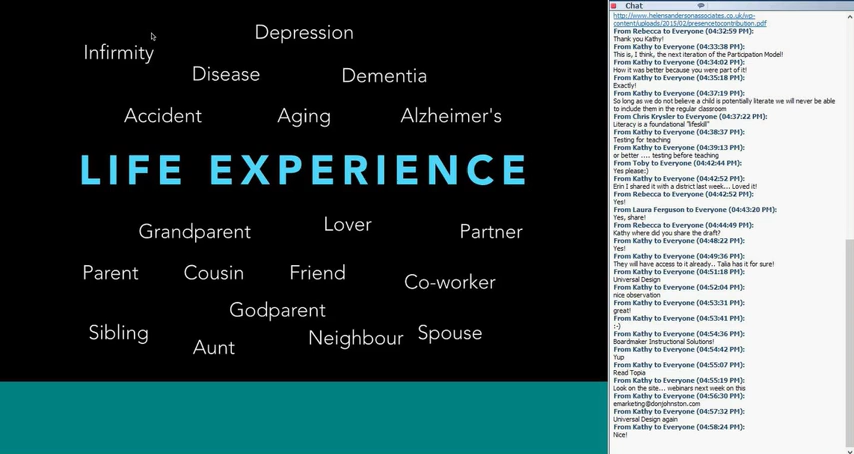 Depression
Infirmity
Disease
Dementia
Accident
Aging
Alzheimer's
LIFE EXPERIENCE
Grandparent
Lover
Partner
Parent
Cousin
Friend
Co-worker
Godparent
Sibling
Aunt
Neighbour
Spouse
Chat
http://www.helensandersonassociates.co.uk/wp-
content/uploads/2015/02/presencetocontribution.pdf
From Rebecca to Everyone (04:32:59 PM):
Thank you Kathy!
From Kathy to Everyone (04:33:38 PM):
This is, I think, the next iteration of the Participation Model!
From Kathy to Everyone (04:34:02 PM):
How it was better because you were part of it!
From Kathy to Everyone (04:35:18 PM):
Exactly!
From Kathy to Everyone (04:37:19 PM):
So long as we do not believe a child is potentially literate we will never be able
to include them in the regular classroom
From Chris Krysler to Everyone (04:37:22 PM):
Literacy is a foundational "lifeskill"
From Kathy to Everyone (04:38:37 PM):
Testing for teaching
From Kathy to Everyone (04:39:13 PM):
or better .... testing before teaching
From Toby to Everyone (04:42:44 PM):
Yes please:)
From Kathy to Everyone (04:42:52 PM):
Erin I shared it with a district last week... Loved it!
From Rebecca to Everyone (04:42:52 PM):
Yes!
From Laura Ferguson to Everyone (04:43:20 PM):
Yes, share!
From Rebecca to Everyone (04:44:49 PM):
Kathy where did you share the draft?
From Kathy to Everyone (04:48:22 PM):
Yes!
From Kathy to Everyone (04:49:36 PM):
They will have access to it already.. Talia has it for sure!
From Kathy to Everyone (04:51:18 PM):
Universal Design
From Kathy to Everyone (04:52:04 PM):
nice observation
From Kathy to Everyone (04:53:31 PM):
great!
From Kathy to Everyone (04:53:41 PM):
:-)
From Kathy to Everyone (04:54:36 PM):
Boardmaker Instructional Solutions!
From Kathy to Everyone (04:54:42 PM):
Yup
From Kathy to Everyone (04:55:07 PM):
Read Topia
From Kathy to Everyone (04:55:19 PM):
Look on the site... webinars next week on this
From Kathy to Everyone (04:56:30 PM):
emarketing@donjohnston.com
From Kathy to Everyone (04:57:32 PM):
Universal Design again
From Kathy to Everyone (04:58:24 PM):
Nice!